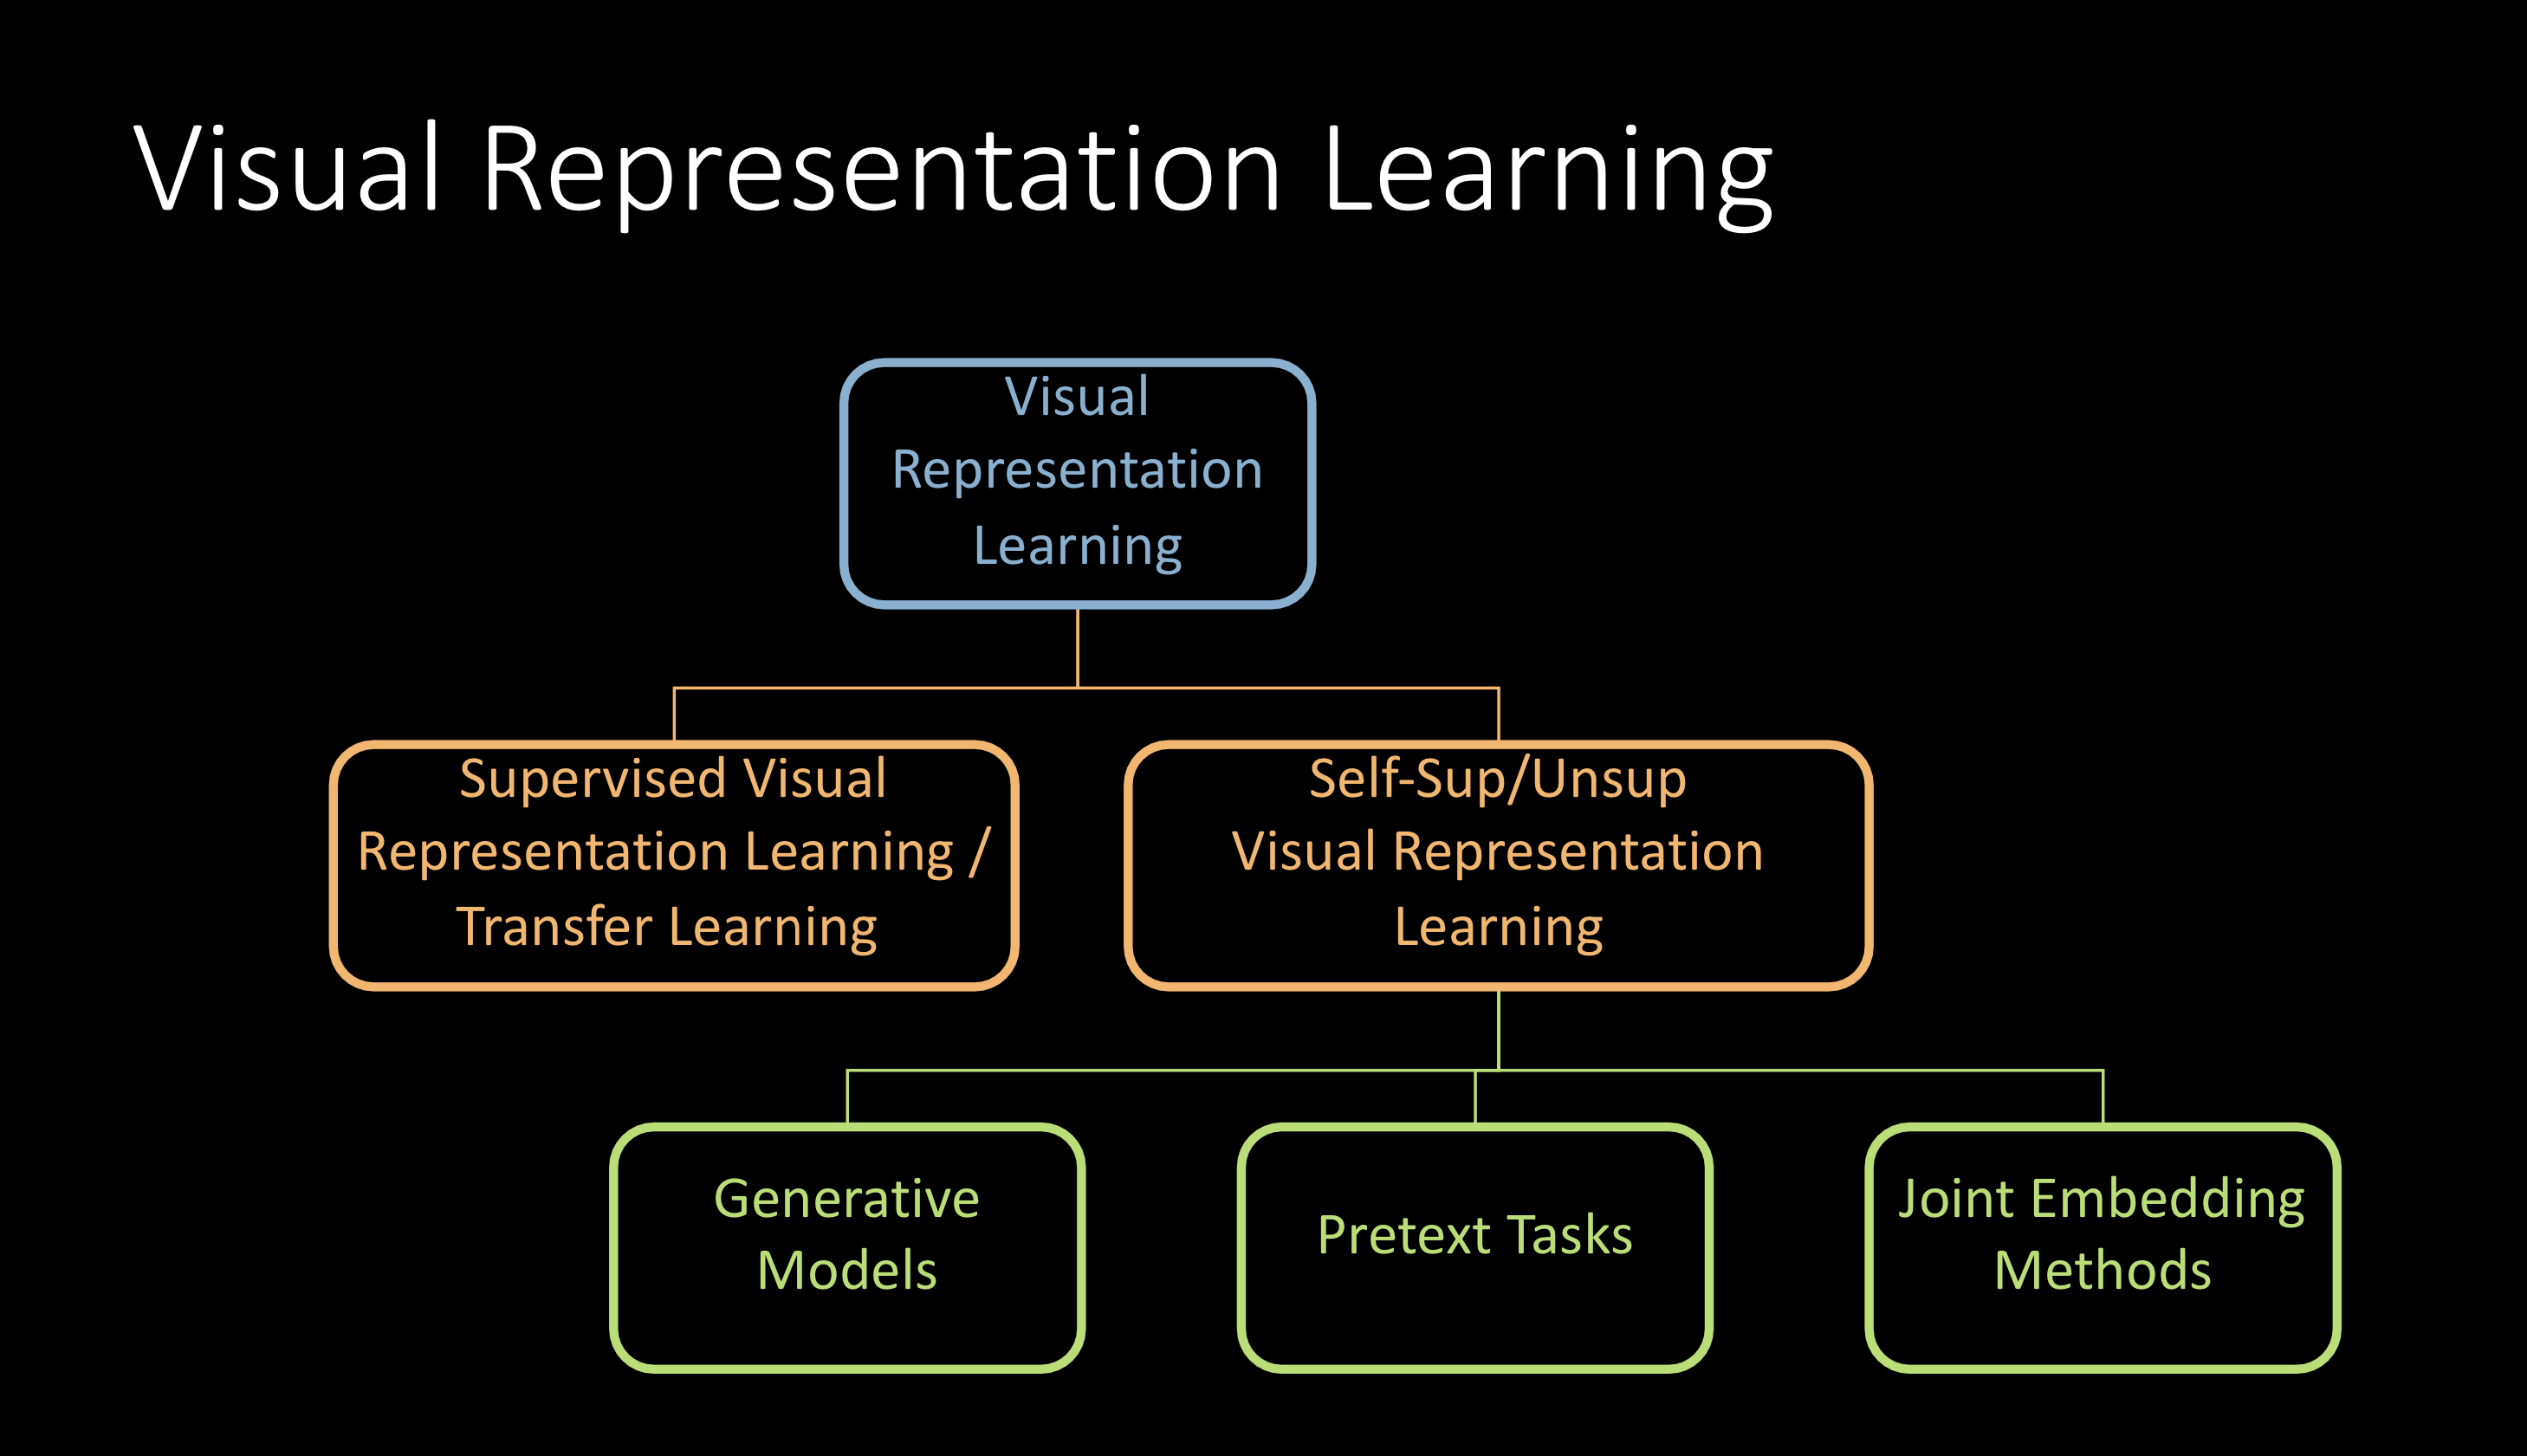 Visual Representation Learning
Visual
Representation
Learning
Supervised Visual
Representation Learning /
Transfer Learning
Self-Sup/Unsup
Visual Representation
Learning
Generative
Models
Pretext Tasks
Joint Embedding
Methods